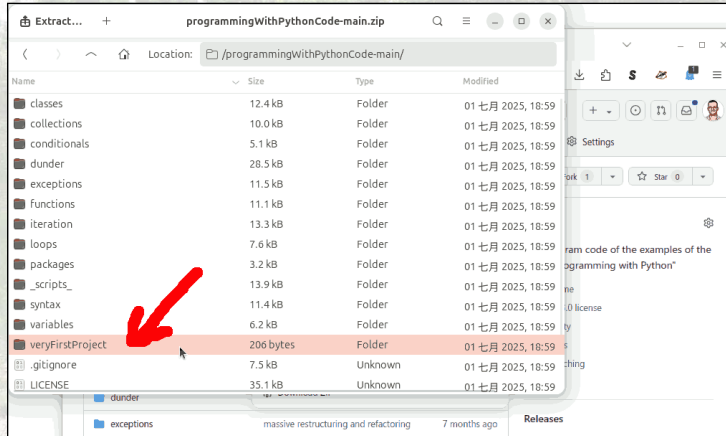 Extract... + programmingWithPythonCode-main.zip
Location: /programmingWithPythonCode-main/
Name Size Type Modified
classes 12.4 kB Folder 01 七月 2025, 18:59
collections 10.0 kB Folder 01 七月 2025, 18:59
conditionals 5.1 kB Folder 01 七月 2025, 18:59
dunder 28.5 kB Folder 01 七月 2025, 18:59
exceptions 11.5 kB Folder 01 七月 2025, 18:59
functions 11.1 kB Folder 01 七月 2025, 18:59
iteration 13.3 kB Folder 01 七月 2025, 18:59
loops 7.6 kB Folder 01 七月 2025, 18:59
packages 3.2 kB Folder 01 七月 2025, 18:59
_scripts_ 13.9 kB Folder 01 七月 2025, 18:59
syntax 11.4 kB Folder 01 七月 2025, 18:59
variables 6.2 kB Folder 01 七月 2025, 18:59
veryFirstProject 206 bytes Folder 01 七月 2025, 18:59
.gitignore 7.5 kB Unknown 01 七月 2025, 18:59
LICENSE 35.1 kB Unknown 01 七月 2025, 18:59
Settings
Fork 1 Star 0
ram code of the examples of the
ogramming with Python"
me
.0 license
ty
s
ching
dunder
exceptions massive restructuring and refactoring 7 months ago
Releases